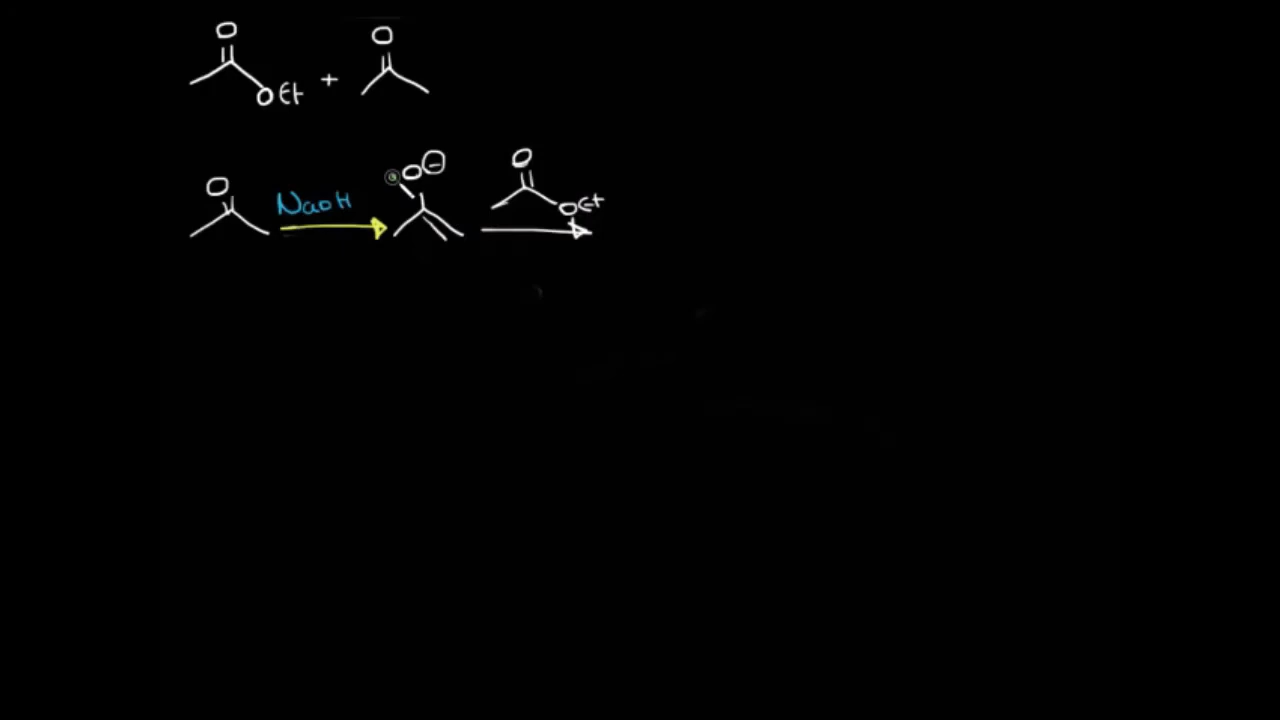 O O
OEt +
O NaOH O⊖ O
OEt